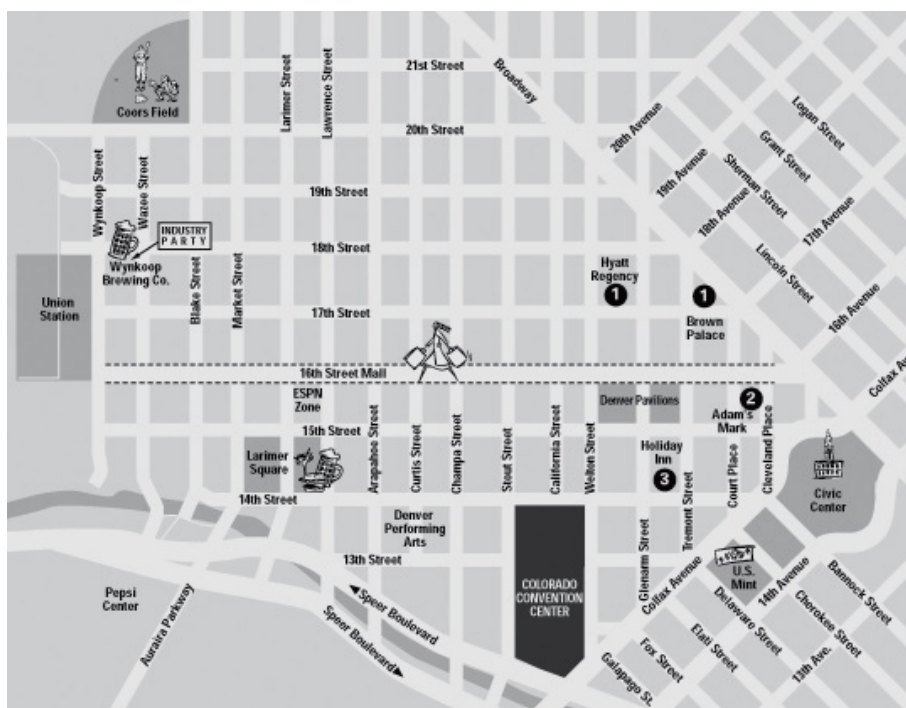 Coors Field
Larimer Street
Lawrence Street
21st Street
Broadway
20th Street
20th Avenue
19th Avenue
18th Avenue
Logan Street
Grant Street
Sherman Street
17th Avenue
Lincoln Street
16th Avenue
Colfax Av
Wynkoop Street
Wazee Street
19th Street
INDUSTRY
PARTY
18th Street
Wynkoop
Brewing Co.
Blake Street
Market Street
Hyatt
Regency
1
1
Brown
Palace
Union
Station
17th Street
16th Street Mall
ESPN
Zone
Denver Pavilions
2
Adam's
Mark
15th Street
Larimer
Square
Arapahoe Street
Curtis Street
Champa Street
Stout Street
California Street
Welton Street
Holiday
Inn
3
Court Place
Cleveland Place
Tremont Street
Glenarm Street
Civic
Center
14th Street
Denver
Performing
Arts
13th Street
COLORADO
CONVENTION
CENTER
Colfax Avenue
U.S.
Mint
14th Avenue
Bannock Street
Cherokee Street
Delaware Street
13th Ave.
Elati Street
Fox Street
Galapago St.
Pepsi
Center
Auraira Parkway
Speer Boulevard
Speer Boulevard